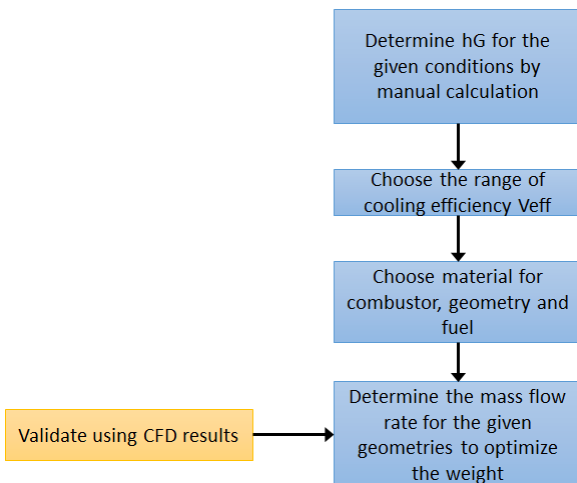 Determine hG for the
given conditions by
manual calculation
Choose the range of
cooling efficiency Veff
Choose material for
combustor, geometry and
fuel
Validate using CFD results
Determine the mass flow
rate for the given
geometries to optimize
the weight